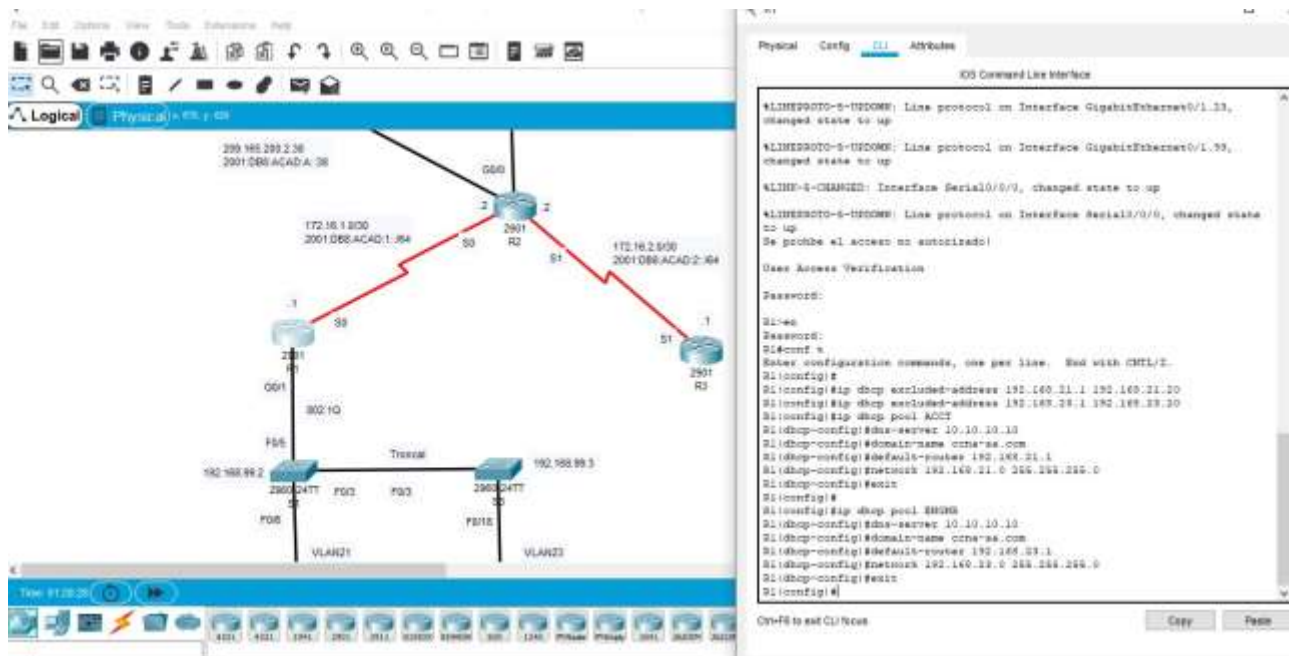 File Edit Options View Tools Extensions Help
Logical
Physical
209.165.200.2.38
2001:DB8:ACAD:A::38
G0/0
.2
.2
2901
R2
172.16.1.0/30
2001:DB8:ACAD:1::/64
S0
S1
172.16.2.0/30
2001:DB8:ACAD:2::/64
.1
S0
.1
S1
2901
R3
2901
R1
G0/1
802.1Q
F0/5
Troncal
192.168.99.2
192.168.99.3
2960 24TT
F0/3
F0/3
2960 24TT
F0/6
F0/18
VLAN21
VLAN23
Physical Config CLI Attributes
IOS Command Line Interface
%LINEPROTO-5-UPDOWN: Line protocol on Interface GigabitEthernet0/1.23,
changed state to up
%LINEPROTO-5-UPDOWN: Line protocol on Interface GigabitEthernet0/1.99,
changed state to up
%LINK-5-CHANGED: Interface Serial0/0/0, changed state to up
%LINEPROTO-5-UPDOWN: Line protocol on Interface Serial0/0/0, changed state
to up
Se prohbe el acceso no autorizado!
User Access Verification
Password:
R1>en
Password:
R1#conf t
Enter configuration commands, one per line. End with CNTL/Z.
R1(config)#
R1(config)#ip dhcp excluded-address 192.168.21.1 192.168.21.20
R1(config)#ip dhcp excluded-address 192.168.23.1 192.168.23.20
R1(config)#ip dhcp pool ACCT
R1(dhcp-config)#dns-server 10.10.10.10
R1(dhcp-config)#domain-name ccna-sa.com
R1(dhcp-config)#default-router 192.168.21.1
R1(dhcp-config)#network 192.168.21.0 255.255.255.0
R1(dhcp-config)#exit
R1(config)#
R1(config)#ip dhcp pool ENGNR
R1(dhcp-config)#dns-server 10.10.10.10
R1(dhcp-config)#domain-name ccna-sa.com
R1(dhcp-config)#default-router 192.168.23.1
R1(dhcp-config)#network 192.168.23.0 255.255.255.0
R1(dhcp-config)#exit
R1(config)#
Ctrl+F6 to exit CLI focus
Copy
Paste